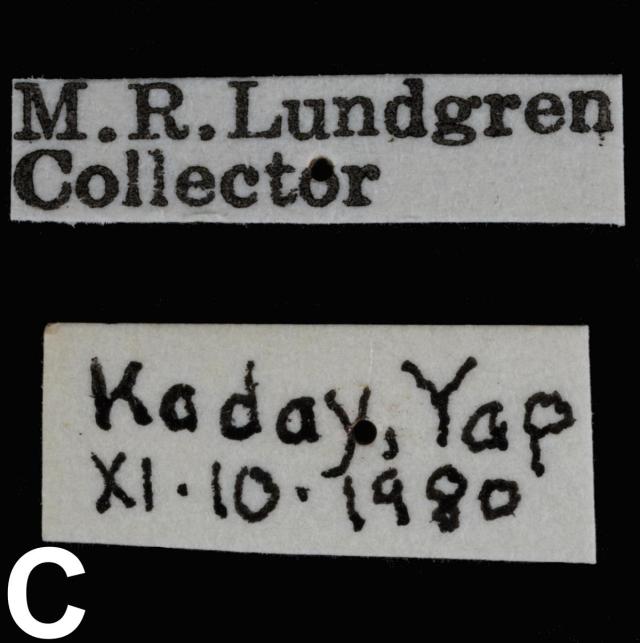 M.R.Lundgren
Collector
Kaday, Yap
XI.10.1980
C